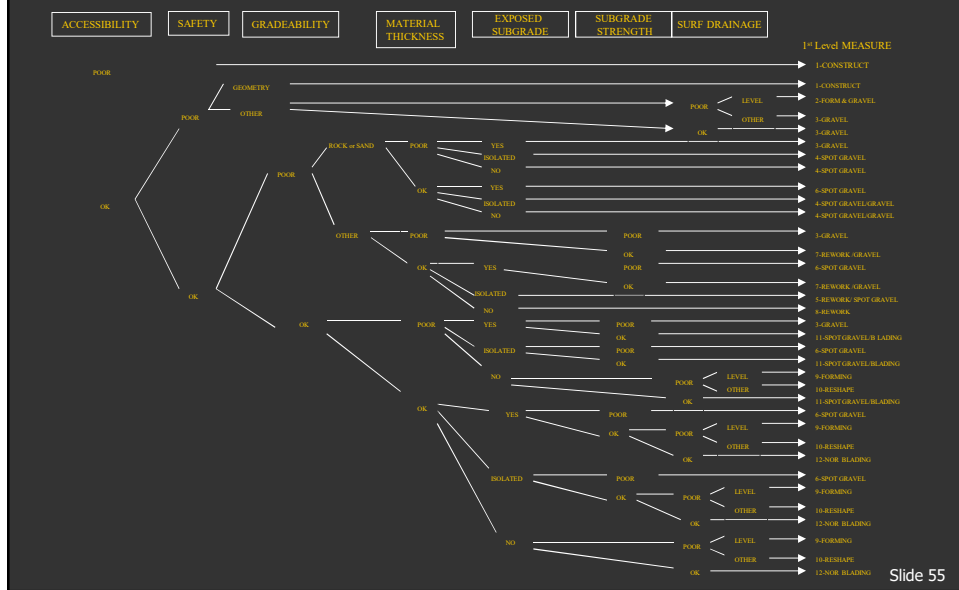 ACCESSIBILITY SAFETY GRADEABILITY MATERIAL THICKNESS EXPOSED SUBGRADE SUBGRADE STRENGTH SURF DRAINAGE
1st Level MEASURE
POOR 1-CONSTRUCT
GEOMETRY 1-CONSTRUCT
POOR LEVEL 2-FORM & GRAVEL
POOR OTHER OTHER 3-GRAVEL
OK 3-GRAVEL
ROCK or SAND POOR YES 3-GRAVEL
ISOLATED 4-SPOT GRAVEL
NO 4-SPOT GRAVEL
POOR
OK YES 6-SPOT GRAVEL
ISOLATED 4-SPOT GRAVEL/GRAVEL
OK
NO 4-SPOT GRAVEL/GRAVEL
OTHER POOR POOR 3-GRAVEL
OK 7-REWORK /GRAVEL
OK YES POOR 6-SPOT GRAVEL
OK 7-REWORK /GRAVEL
OK
ISOLATED 5-REWORK/ SPOT GRAVEL
NO 8-REWORK
OK POOR YES POOR 3-GRAVEL
OK 11-SPOT GRAVEL/B LADING
ISOLATED POOR 6-SPOT GRAVEL
OK 11-SPOT GRAVEL/BLADING
NO POOR LEVEL 9-FORMING
OTHER 10-RESHAPE
OK 11-SPOT GRAVEL/BLADING
OK YES POOR 6-SPOT GRAVEL
OK POOR LEVEL 9-FORMING
OTHER 10-RESHAPE
OK 12-NOR BLADING
ISOLATED POOR 6-SPOT GRAVEL
OK POOR LEVEL 9-FORMING
OTHER 10-RESHAPE
OK 12-NOR BLADING
NO POOR LEVEL 9-FORMING
OTHER 10-RESHAPE
OK 12-NOR BLADING
Slide 55